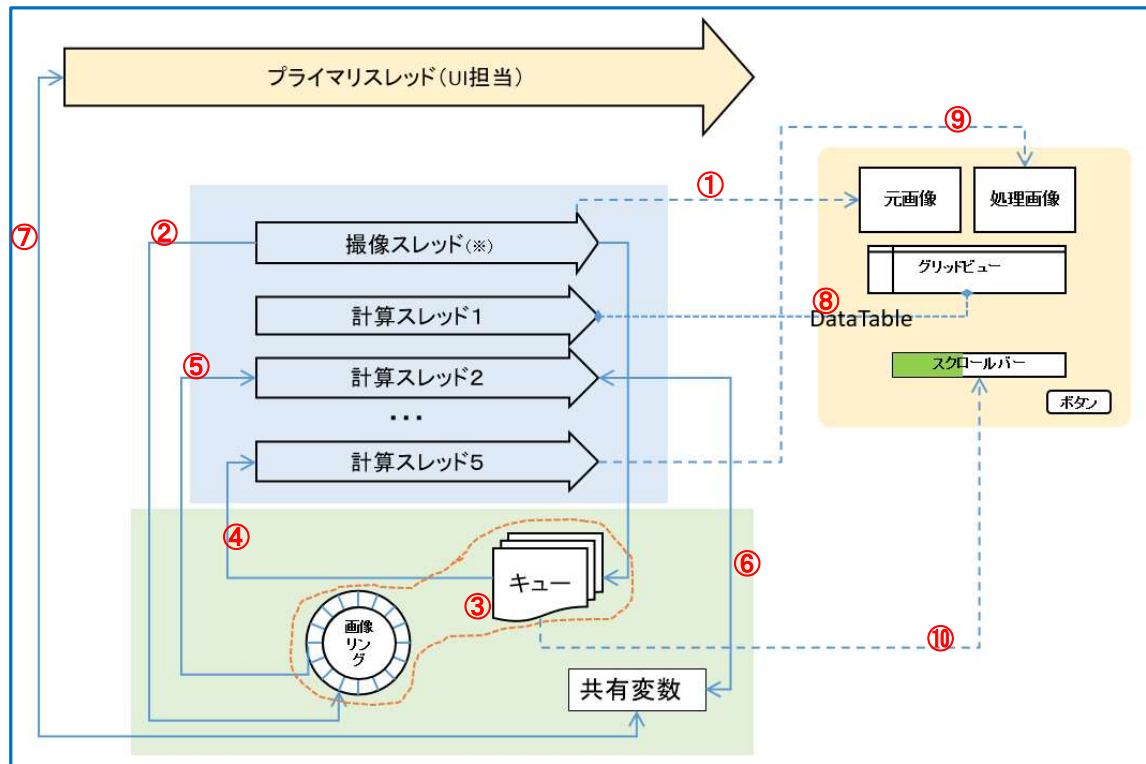 プライマリスレッド(UI担当)
⑨
①
元画像
処理画像
⑦
②
撮像スレッド(※)
グリッドビュー
計算スレッド1
⑧
DataTable
⑤
計算スレッド2
スクロールバー
・・・
ボタン
計算スレッド5
④
⑥
キュー
③
画像
リン
グ
⑩
共有変数